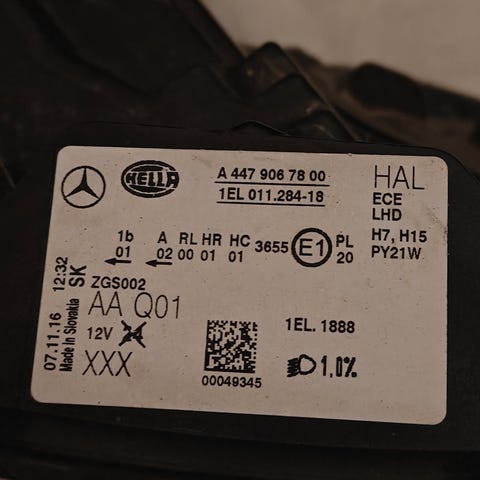 HELLA
A 447 906 78 00
1EL 011.284-18
HAL
ECE
LHD
H7, H15
PY21W
1b A RL HR HC 3655 E1 PL
01 02 00 01 01 20
ZGS002
AA Q01
12V
XXX
07.11.16 12:32
Made in Slovakia SK
00049345
1EL. 1888
1,0%